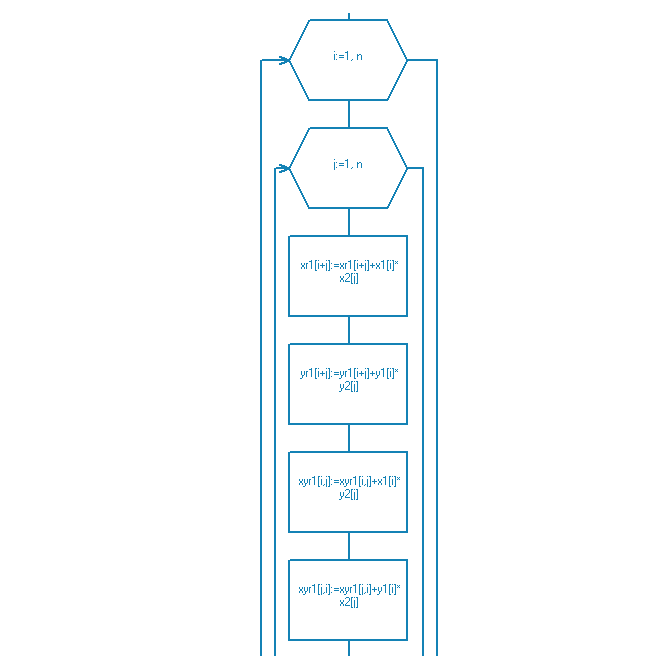 i:=1, n
j:=1, n
xr1[i+j]:=xr1[i+j]+x1[i]*
x2[j]
yr1[i+j]:=yr1[i+j]+y1[i]*
y2[j]
xyr1[i,j]:=xyr1[i,j]+x1[i]*
y2[j]
xyr1[j,i]:=xyr1[j,i]+y1[i]*
x2[j]